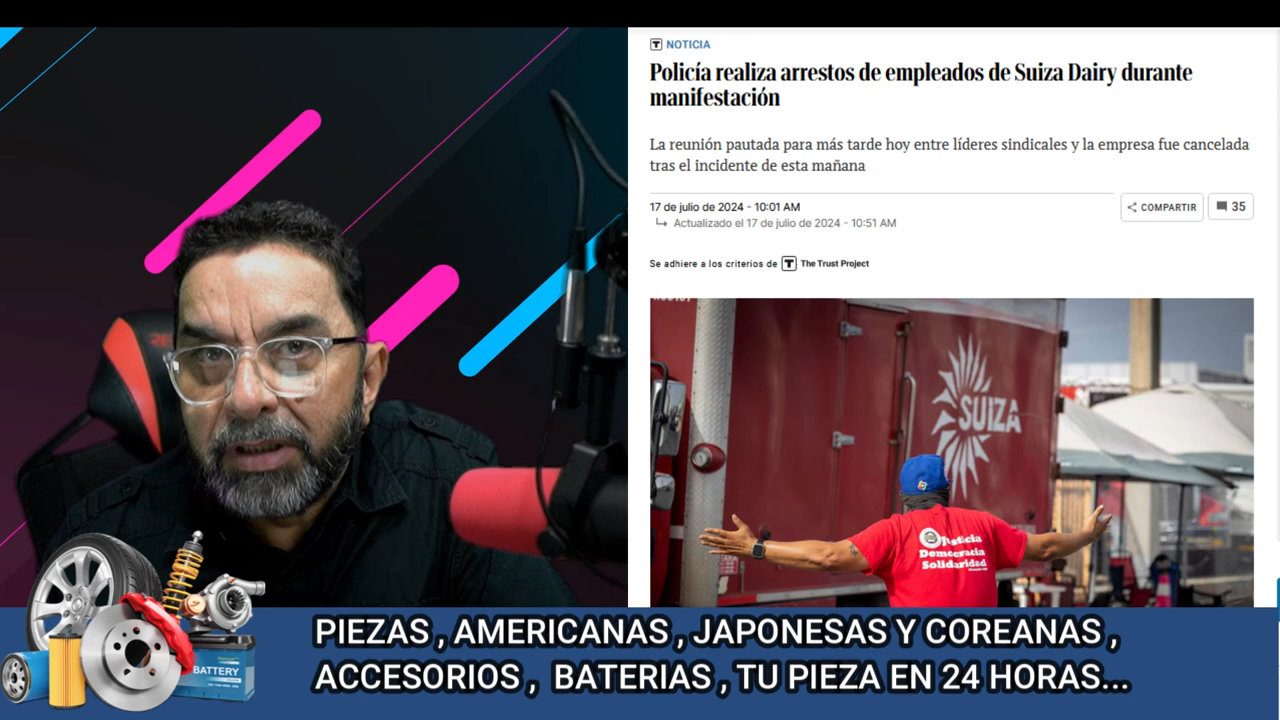 NOTICIA
Policía realiza arrestos de empleados de Suiza Dairy durante
manifestación
La reunión pautada para más tarde hoy entre líderes sindicales y la empresa fue cancelada
tras el incidente de esta mañana
17 de julio de 2024 - 10:01 AM
Actualizado el 17 de julio de 2024 - 10:51 AM
COMPARTIR
35
Se adhiere a los criterios de T The Trust Project
SUIZA
Justicia
Democracia
Solidaridad
BATTERY
PIEZAS , AMERICANAS , JAPONESAS Y COREANAS ,
ACCESORIOS , BATERIAS , TU PIEZA EN 24 HORAS...